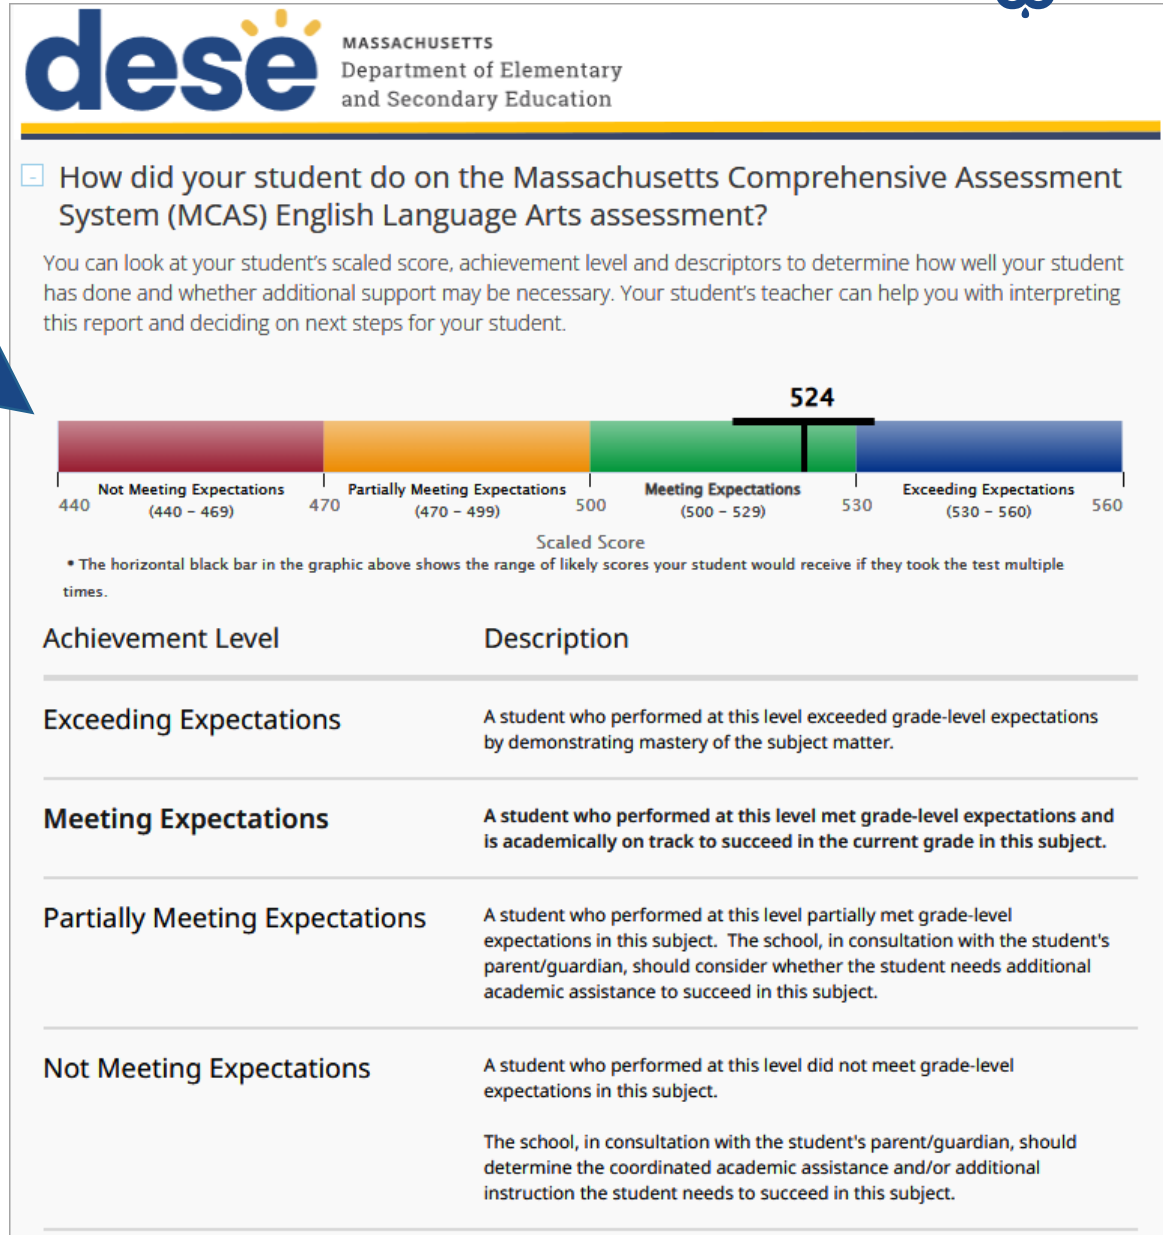 dese
MASSACHUSETTS
Department of Elementary
and Secondary Education
- How did your student do on the Massachusetts Comprehensive Assessment
System (MCAS) English Language Arts assessment?
You can look at your student's scaled score, achievement level and descriptors to determine how well your student
has done and whether additional support may be necessary. Your student's teacher can help you with interpreting
this report and deciding on next steps for your student.
524
440 Not Meeting Expectations (440 – 469) 470 Partially Meeting Expectations (470 – 499) 500 Meeting Expectations (500 – 529) 530 Exceeding Expectations (530 – 560) 560
Scaled Score
* The horizontal black bar in the graphic above shows the range of likely scores your student would receive if they took the test multiple
times.
Achievement Level Description
Exceeding Expectations
A student who performed at this level exceeded grade-level expectations
by demonstrating mastery of the subject matter.
Meeting Expectations
A student who performed at this level met grade-level expectations and
is academically on track to succeed in the current grade in this subject.
Partially Meeting Expectations
A student who performed at this level partially met grade-level
expectations in this subject. The school, in consultation with the student's
parent/guardian, should consider whether the student needs additional
academic assistance to succeed in this subject.
Not Meeting Expectations
A student who performed at this level did not meet grade-level
expectations in this subject.
The school, in consultation with the student's parent/guardian, should
determine the coordinated academic assistance and/or additional
instruction the student needs to succeed in this subject.